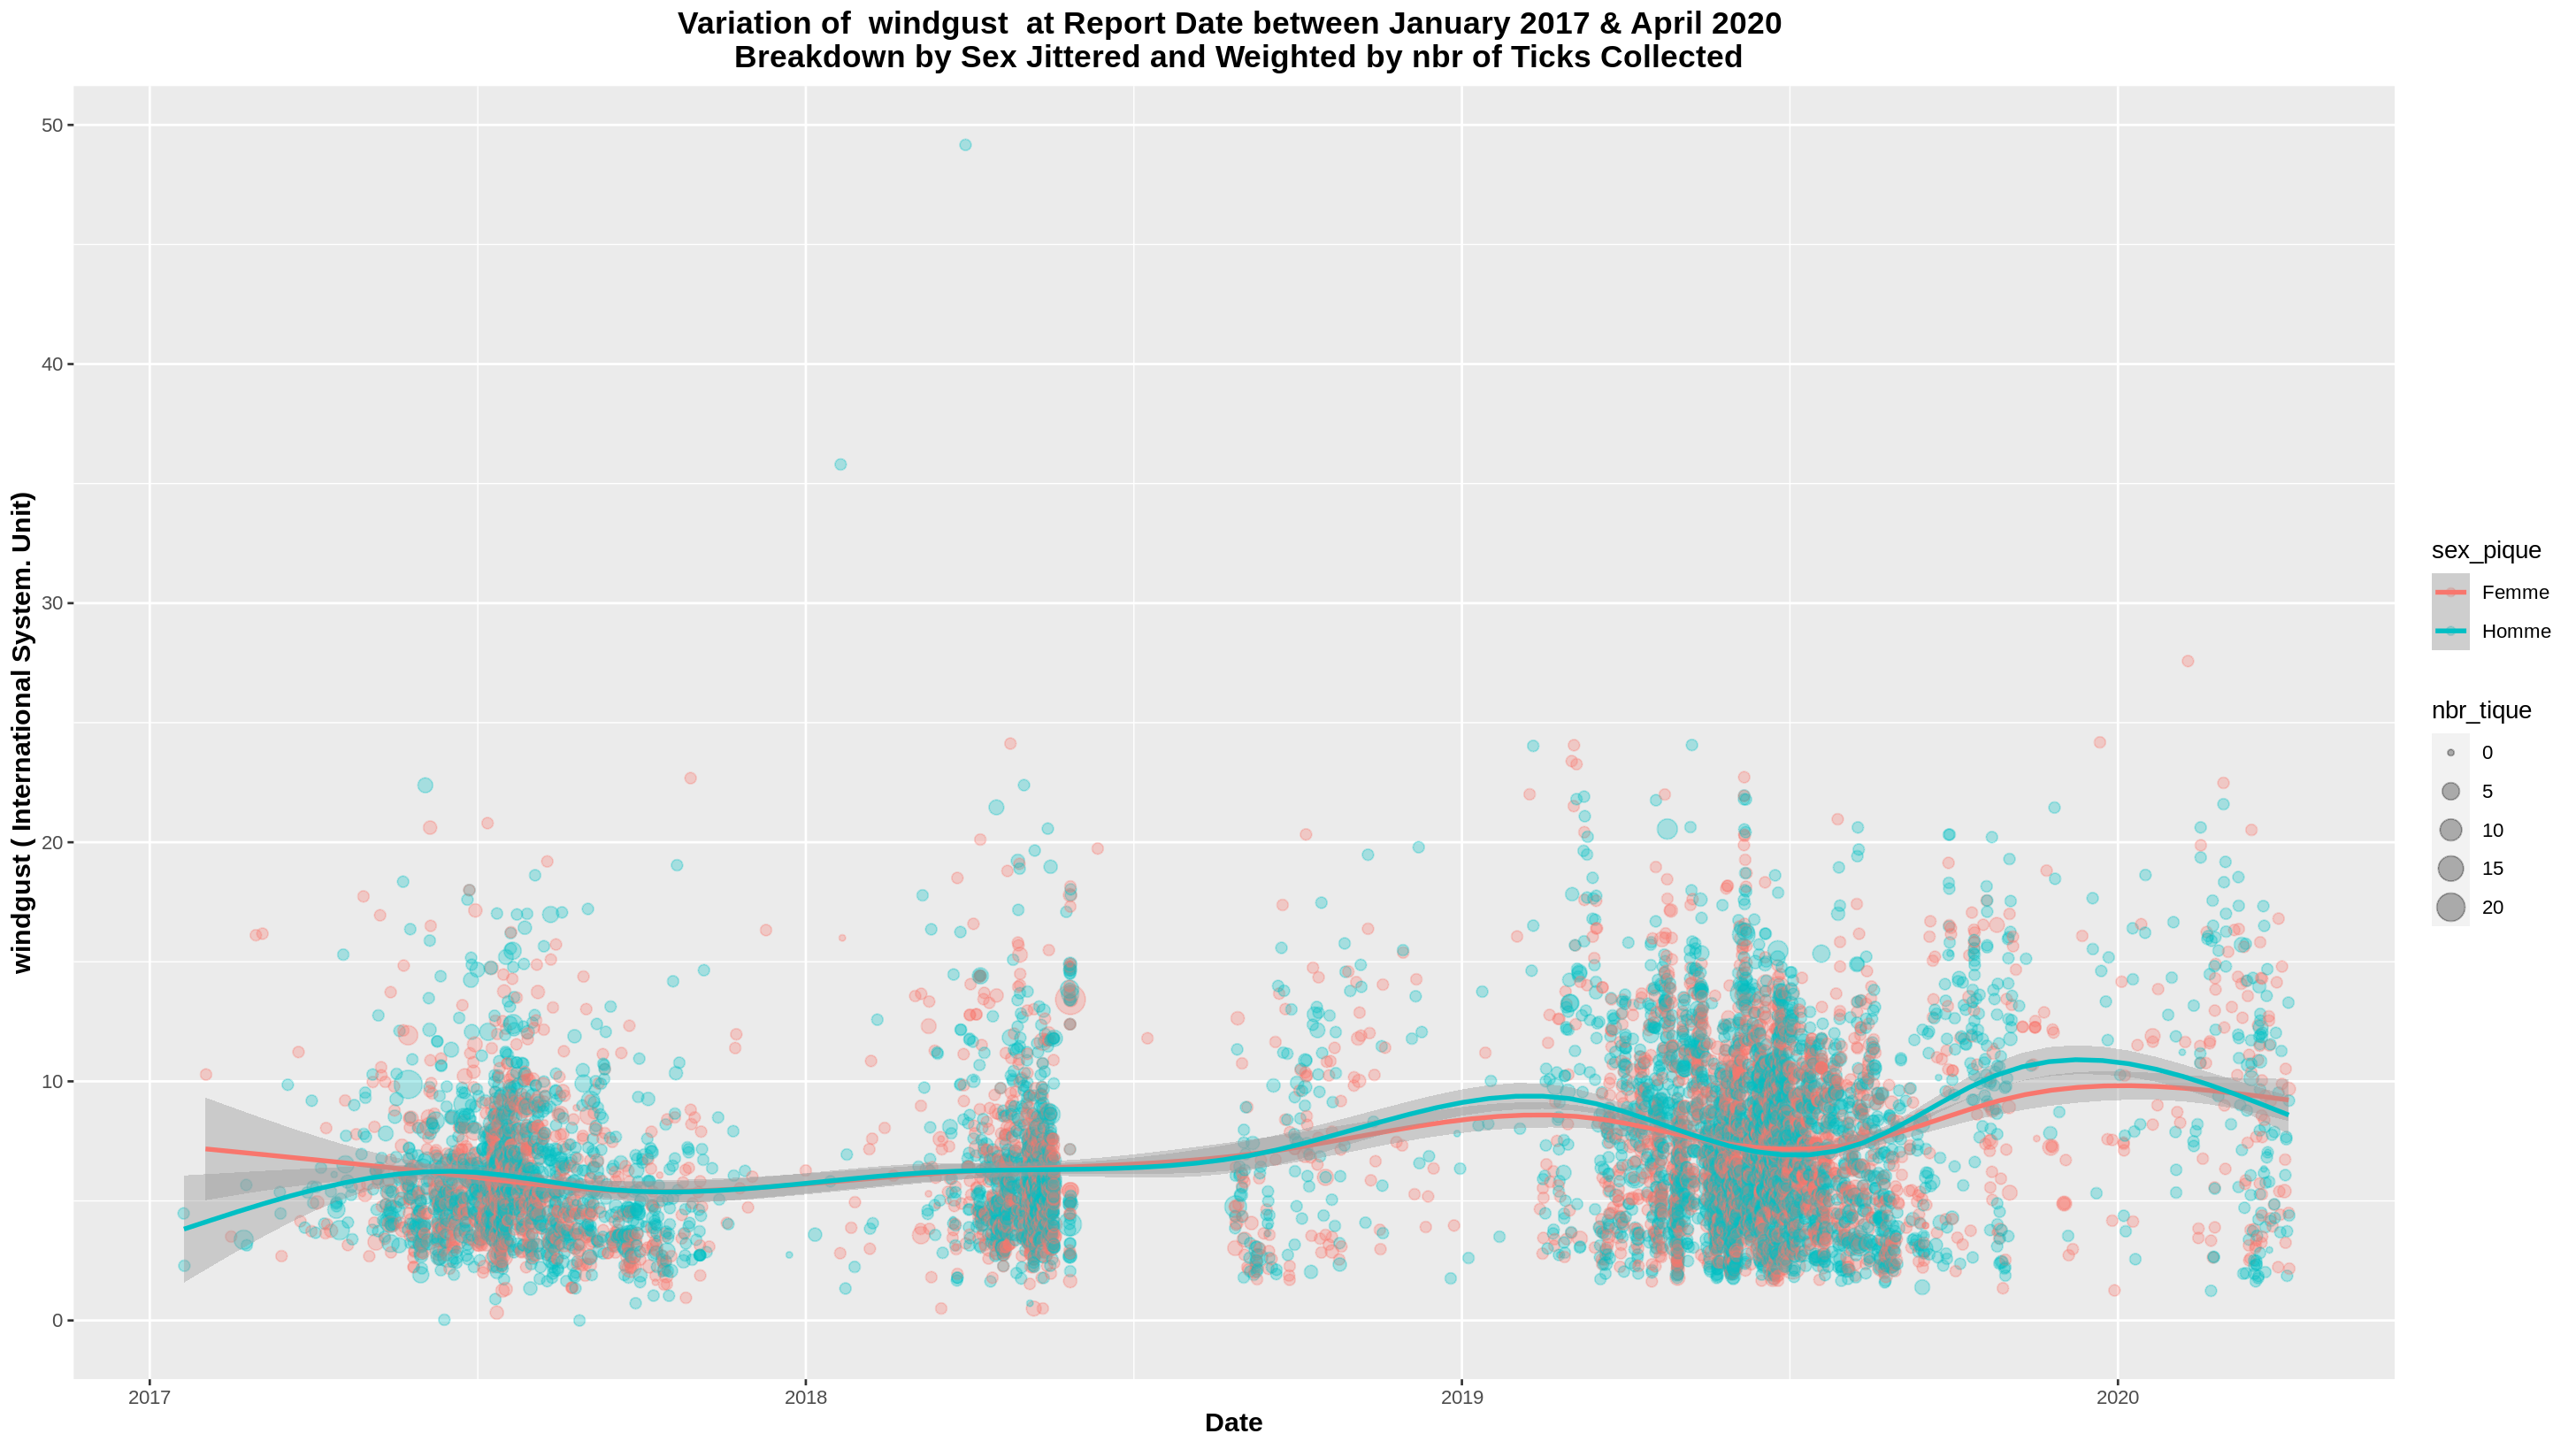 Variation of  windgust  at Report Date between January 2017 & April 2020
Breakdown by Sex Jittered and Weighted by nbr of Ticks Collected
windgust ( International System. Unit)
50
40
30
20
10
0
2017
2018
2019
2020
Date
sex_pique
Femme
Homme
nbr_tique
0
5
10
15
20